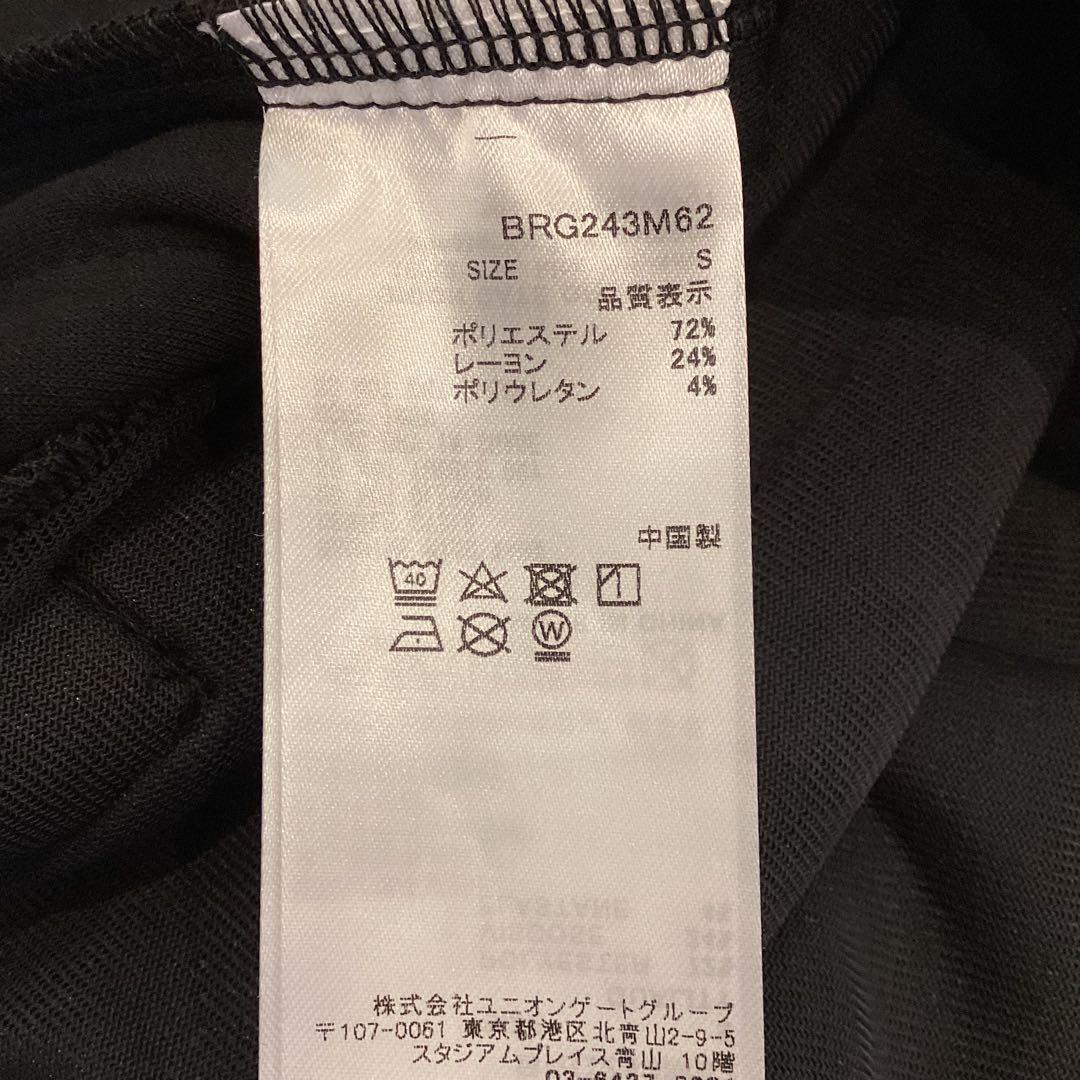 BRG243M62
SIZE S
品質表示
ポリエステル 72%
レーヨン 24%
ポリウレタン 4%
中国製
40
W
株式会社ユニオンゲートグループ
〒107-0061 東京都港区北青山2-9-5
スタジアムプレイス青山 10階